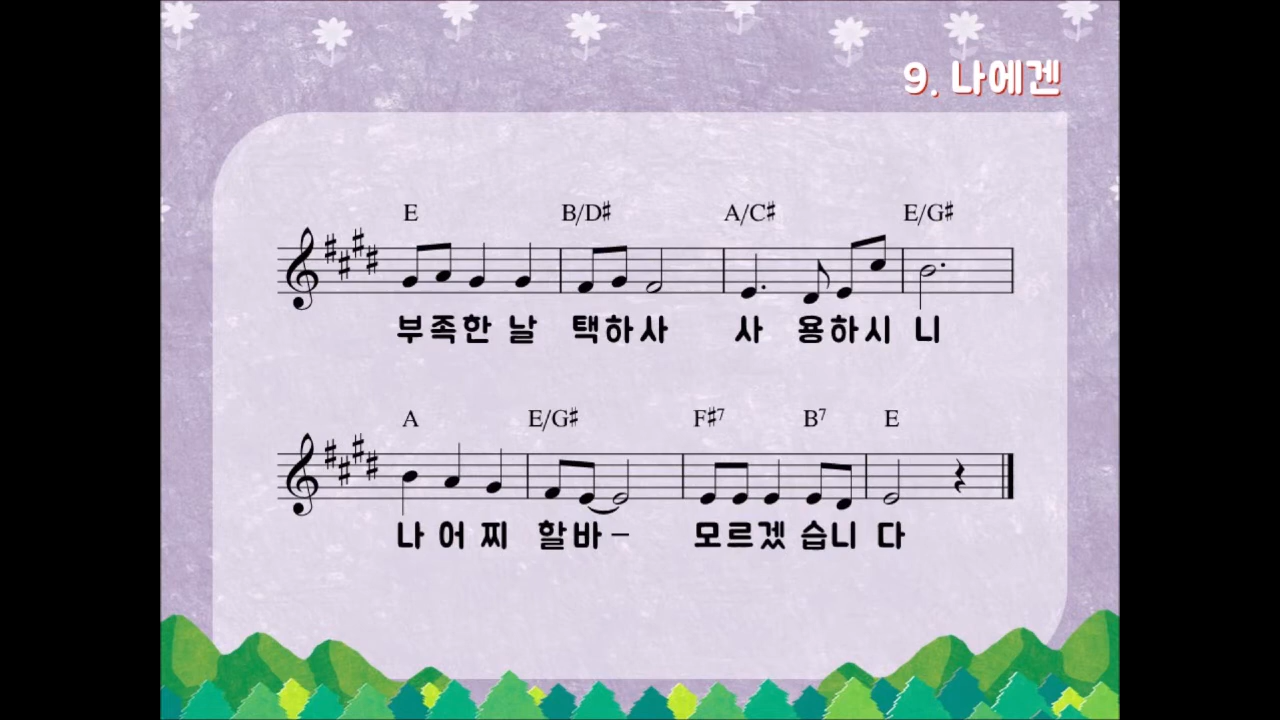 9. 나에겐
E B/D♯ A/C♯ E/G♯
부족한 날 택하사 사 용하시 니
A E/G♯ F♯7 B7 E
나 어 찌 할바 – 모르겠 습니 다